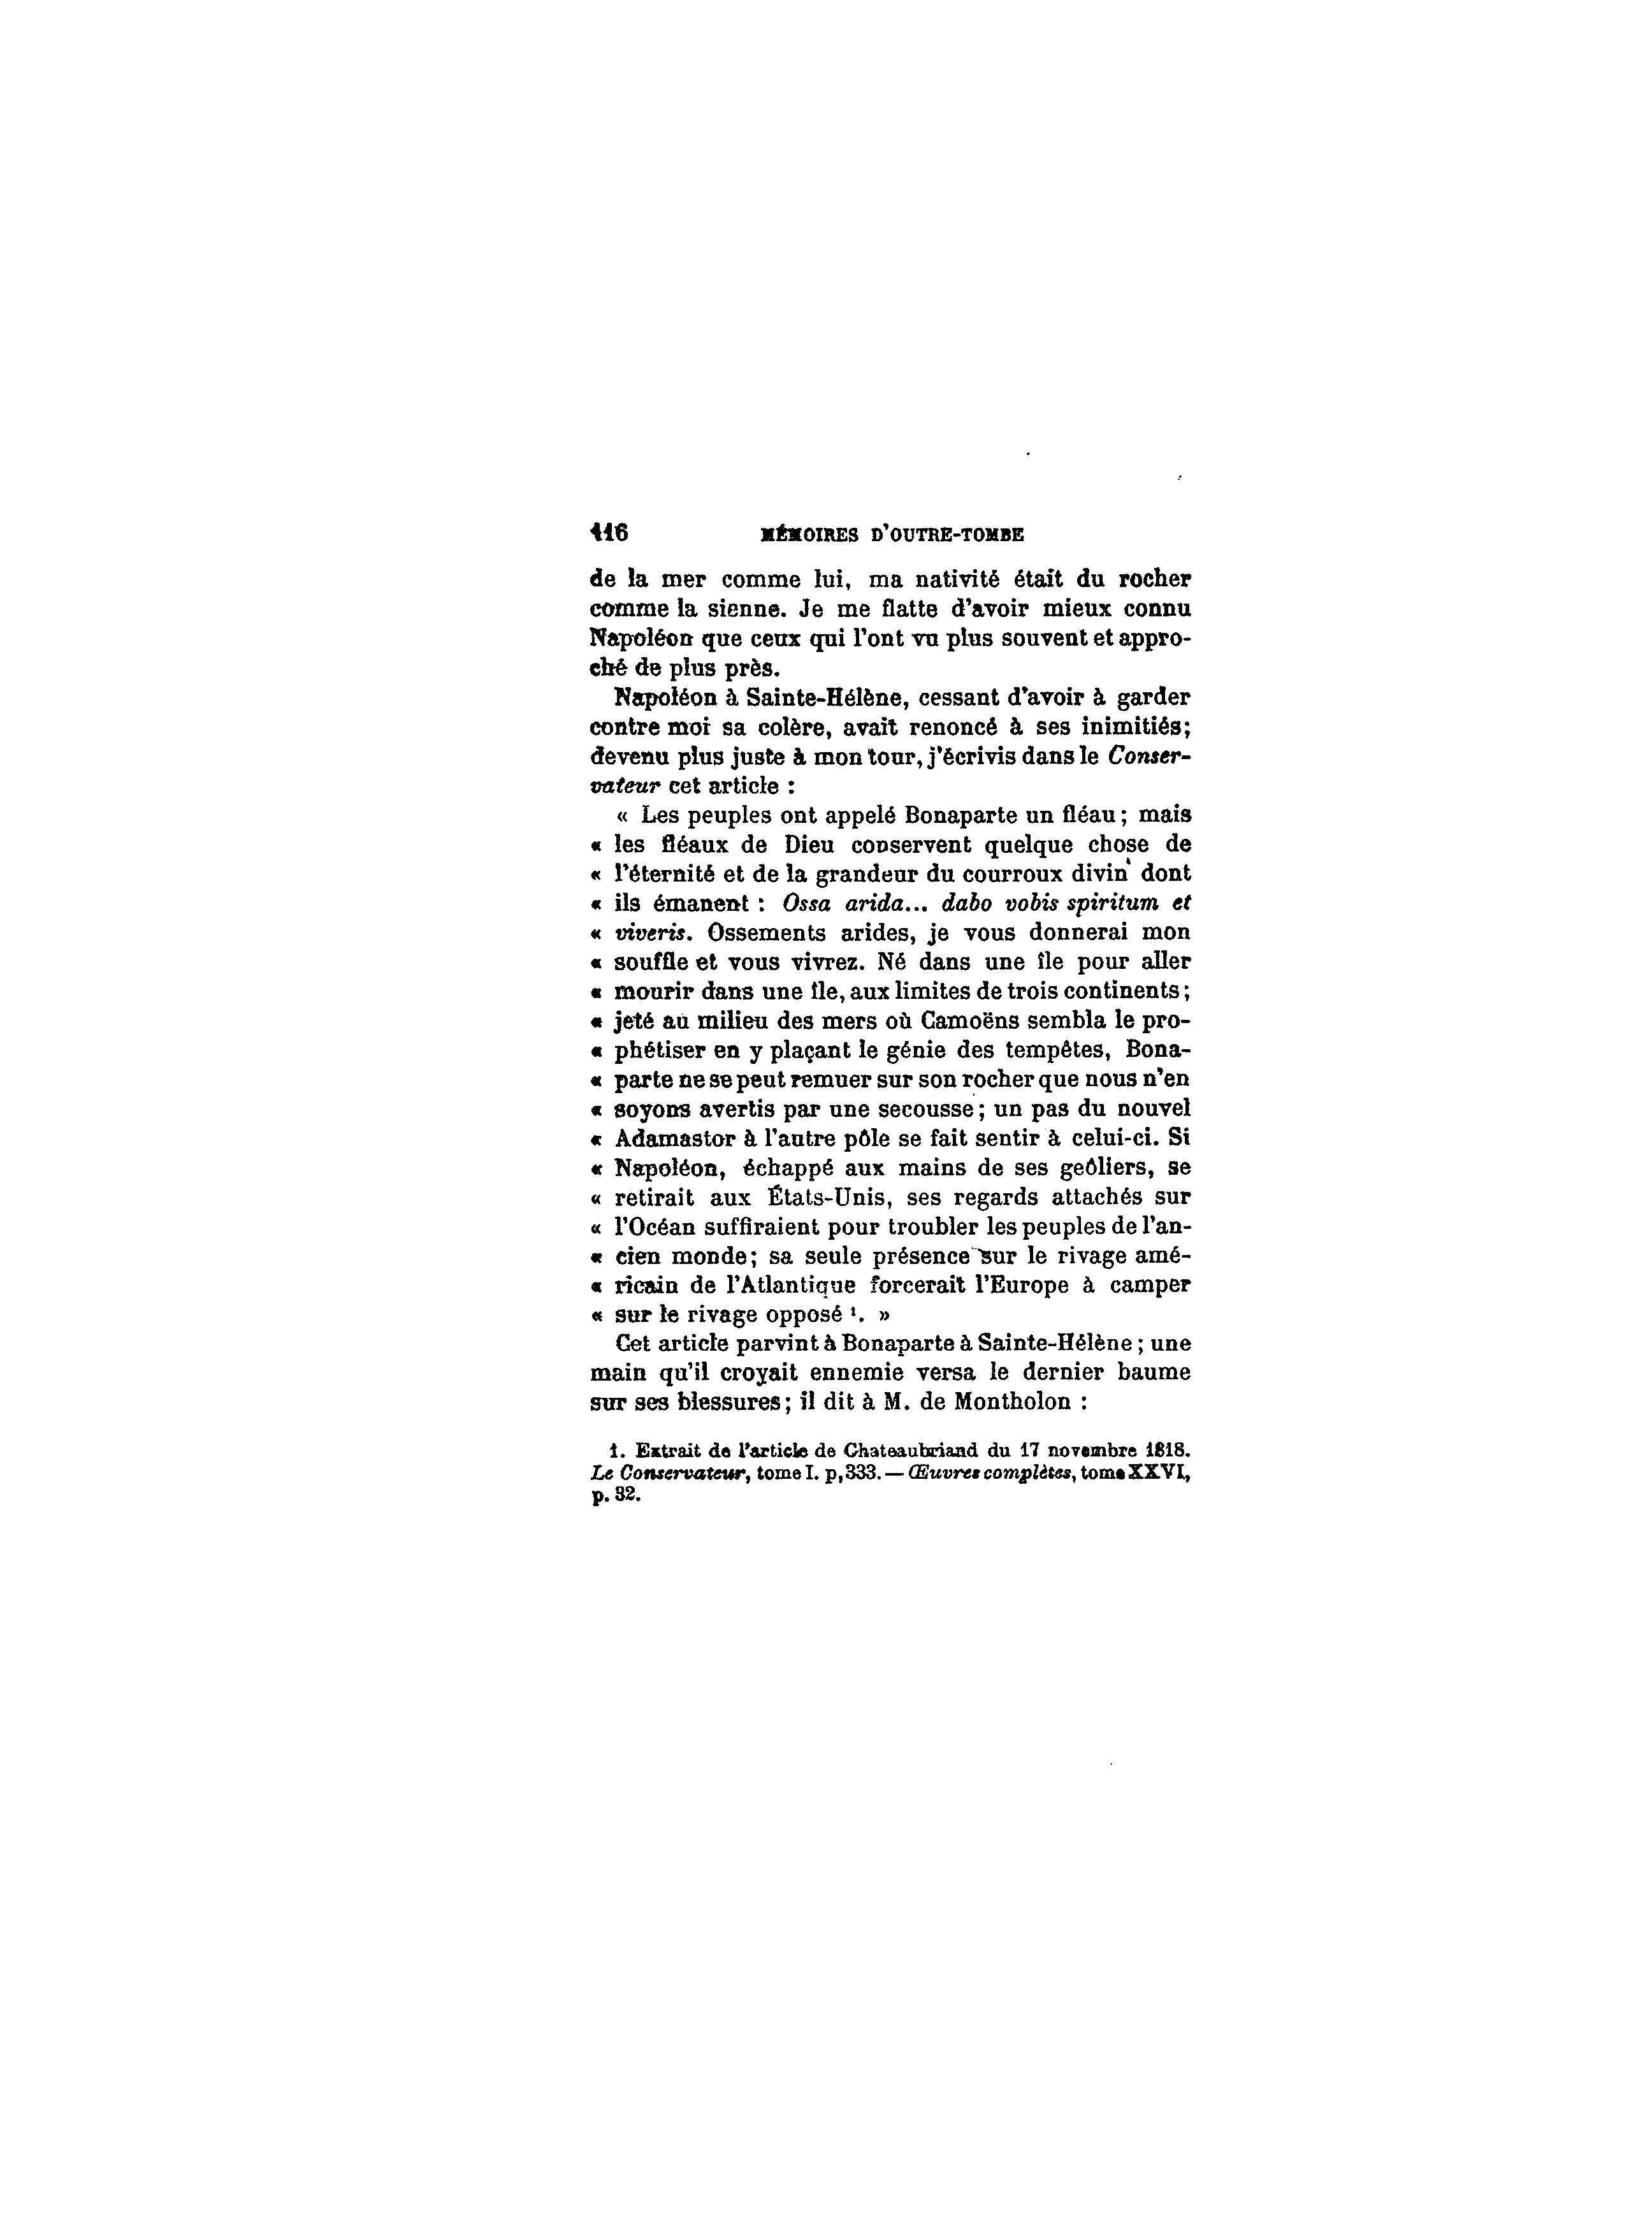 116 MÉMOIRES D'OUTRE-TOMBE
de la mer comme lui, ma nativité était du rocher
comme la sienne. Je me flatte d'avoir mieux connu
Napoléon que ceux qui l'ont vu plus souvent et appro-
ché de plus près.
Napoléon à Sainte-Hélène, cessant d'avoir à garder
contre moi sa colère, avait renoncé à ses inimitiés;
devenu plus juste à mon tour, j'écrivis dans le Conser-
vateur cet article :
« Les peuples ont appelé Bonaparte un fléau; mais
« les fléaux de Dieu conservent quelque chose de
« l'éternité et de la grandeur du courroux divin dont
« ils émanent : Ossa arida... dabo vobis spiritum et
« viveris. Ossements arides, je vous donnerai mon
« souffle et vous vivrez. Né dans une île pour aller
« mourir dans une île, aux limites de trois continents;
« jeté au milieu des mers où Camoëns sembla le pro-
« phétiser en y plaçant le génie des tempêtes, Bona-
« parte ne se peut remuer sur son rocher que nous n'en
« soyons avertis par une secousse; un pas du nouvel
« Adamastor à l'autre pôle se fait sentir à celui-ci. Si
« Napoléon, échappé aux mains de ses geôliers, se
« retirait aux États-Unis, ses regards attachés sur
« l'Océan suffiraient pour troubler les peuples de l'an-
« cien monde; sa seule présence sur le rivage amé-
« ricain de l'Atlantique forcerait l'Europe à camper
« sur le rivage opposé ¹. »
Cet article parvint à Bonaparte à Sainte-Hélène; une
main qu'il croyait ennemie versa le dernier baume
sur ses blessures; il dit à M. de Montholon :
1. Extrait de l'article de Chateaubriand du 17 novembre 1818.
Le Conservateur, tome I. p,333. — Œuvres complètes, tome XXVI,
p. 32.